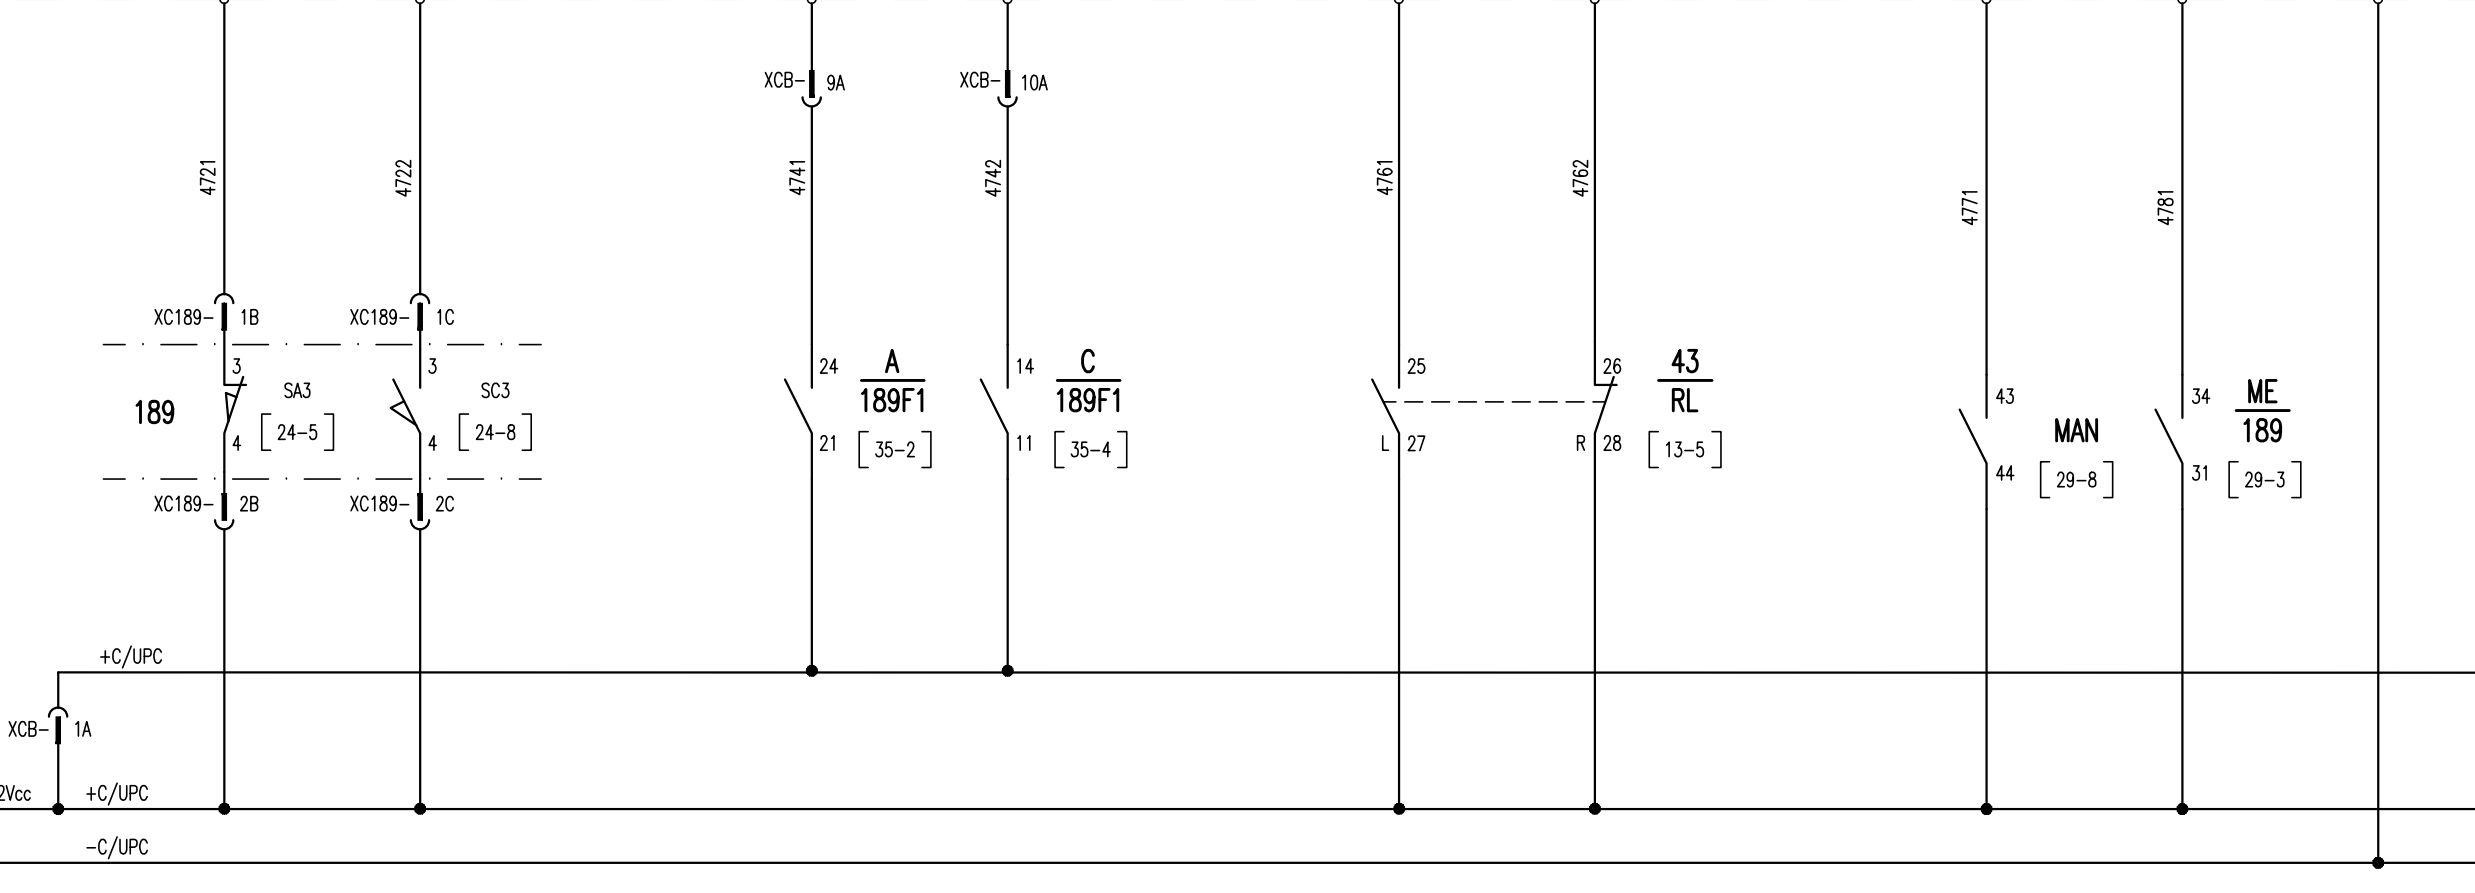 XCB- 9A
XCB- 10A
4721
4722
4741
4742
4761
4762
4771
4781
XC189- 1B
XC189- 1C
3
3
24
A
189F1
14
C
189F1
25
26
43
RL
189
SA3
SC3
43
34
ME
189
MAN
4
[24-5]
4
[24-8]
21
[35-2]
11
[35-4]
L 27
R 28
[13-5]
44
[29-8]
31
[29-3]
XC189- 2B
XC189- 2C
+C/UPC
XCB- 1A
2Vcc
+C/UPC
-C/UPC